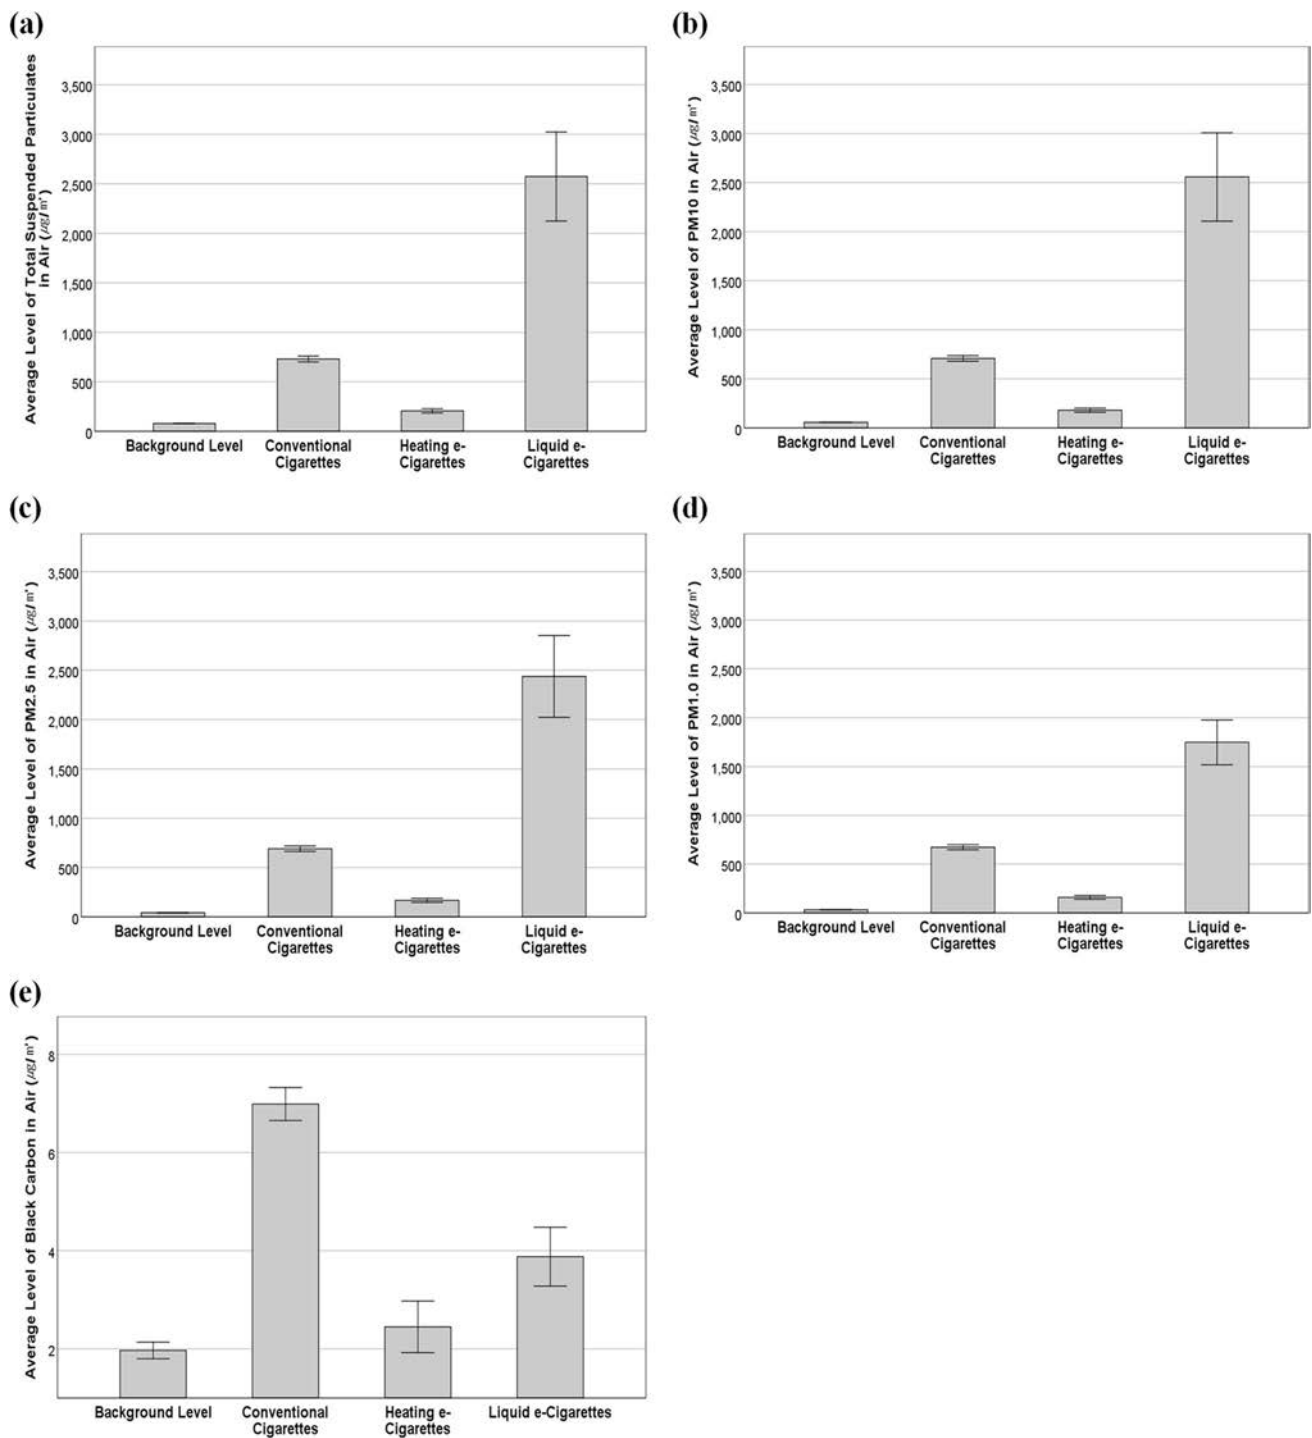 (a)
Average Level of Total Suspended Particulates
in Air (㎍/㎥)
3,500
3,000
2,500
2,000
1,500
1,000
500
0
Background Level
Conventional
Cigarettes
Heating e-
Cigarettes
Liquid e-
Cigarettes
(b)
Average Level of PM10 in Air (㎍/㎥)
3,500
3,000
2,500
2,000
1,500
1,000
500
0
Background Level
Conventional
Cigarettes
Heating e-
Cigarettes
Liquid e-
Cigarettes
(c)
Average Level of PM2.5 in Air (㎍/㎥)
3,500
3,000
2,500
2,000
1,500
1,000
500
0
Background Level
Conventional
Cigarettes
Heating e-
Cigarettes
Liquid e-
Cigarettes
(d)
Average Level of PM1.0 in Air (㎍/㎥)
3,500
3,000
2,500
2,000
1,500
1,000
500
0
Background Level
Conventional
Cigarettes
Heating e-
Cigarettes
Liquid e-
Cigarettes
(e)
Average Level of Black Carbon in Air (㎍/㎥)
8
6
4
2
Background Level
Conventional
Cigarettes
Heating e-
Cigarettes
Liquid e-Cigarettes